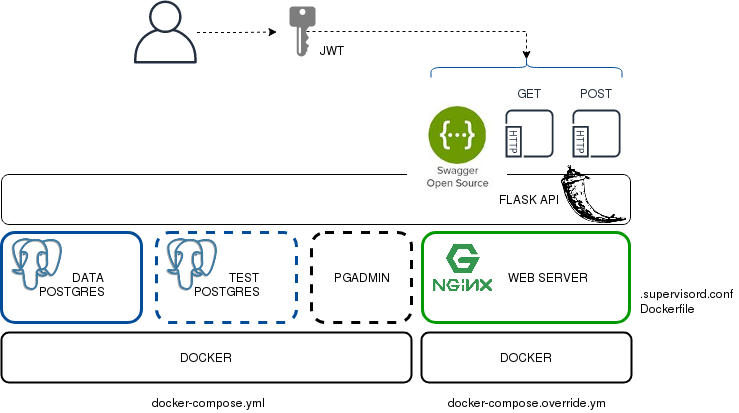 JWT
GET
POST
HTTP
HTTP
{···}
Swagger
Open Source
FLASK API
DATA
POSTGRES
TEST
POSTGRES
PGADMIN
NGiNX
WEB SERVER
.supervisord.conf
Dockerfile
DOCKER
DOCKER
docker-compose.yml
docker-compose.override.ym